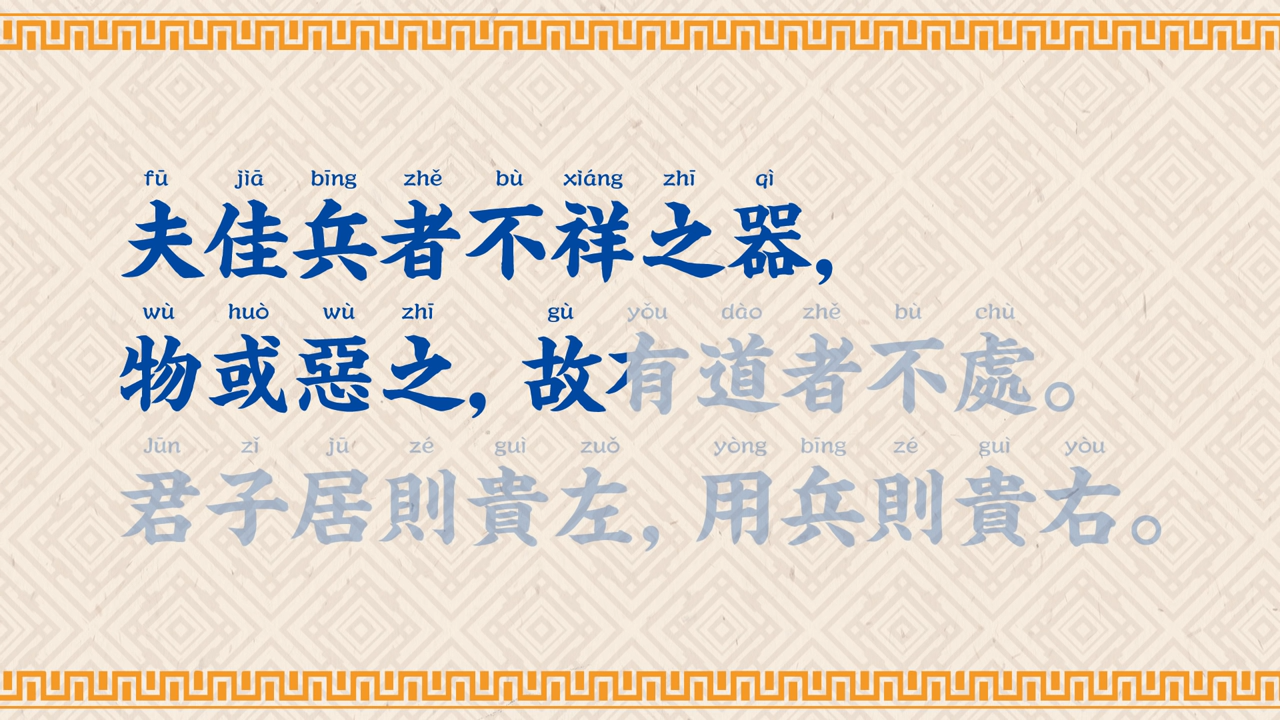 fū jiā bīng zhě bù xiáng zhī qì
夫佳兵者不祥之器，
wù huò wù zhī gù yǒu dào zhě bù chù
物或惡之，故有道者不處。
Jūn zǐ jū zé guì zuǒ yòng bīng zé guì yòu
君子居則貴左，用兵則貴右。